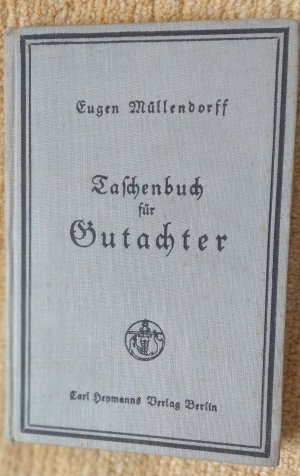 Eugen Müllendorff
Taschenbuch
für
Gutachter
Carl Heymanns Verlag Berlin